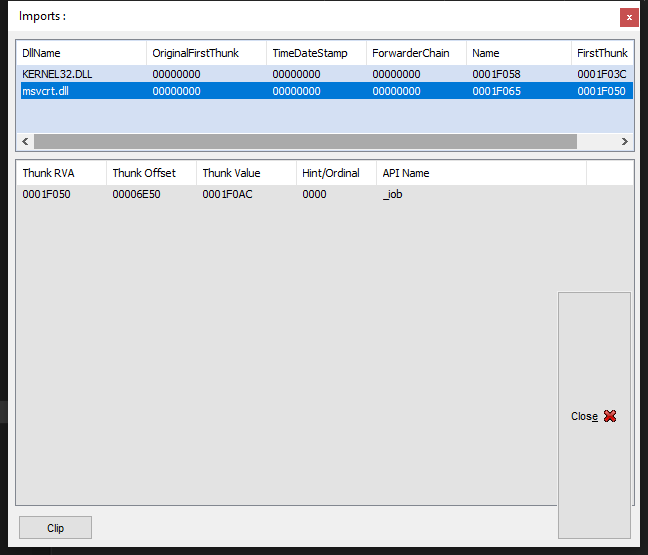 Imports :
x
DllName OriginalFirstThunk TimeDateStamp ForwarderChain Name FirstThunk
KERNEL32.DLL 00000000 00000000 00000000 0001F058 0001F03C
msvcrt.dll 00000000 00000000 00000000 0001F065 0001F050
Thunk RVA Thunk Offset Thunk Value Hint/Ordinal API Name
0001F050 00006E50 0001F0AC 0000 _iob
Close
Clip